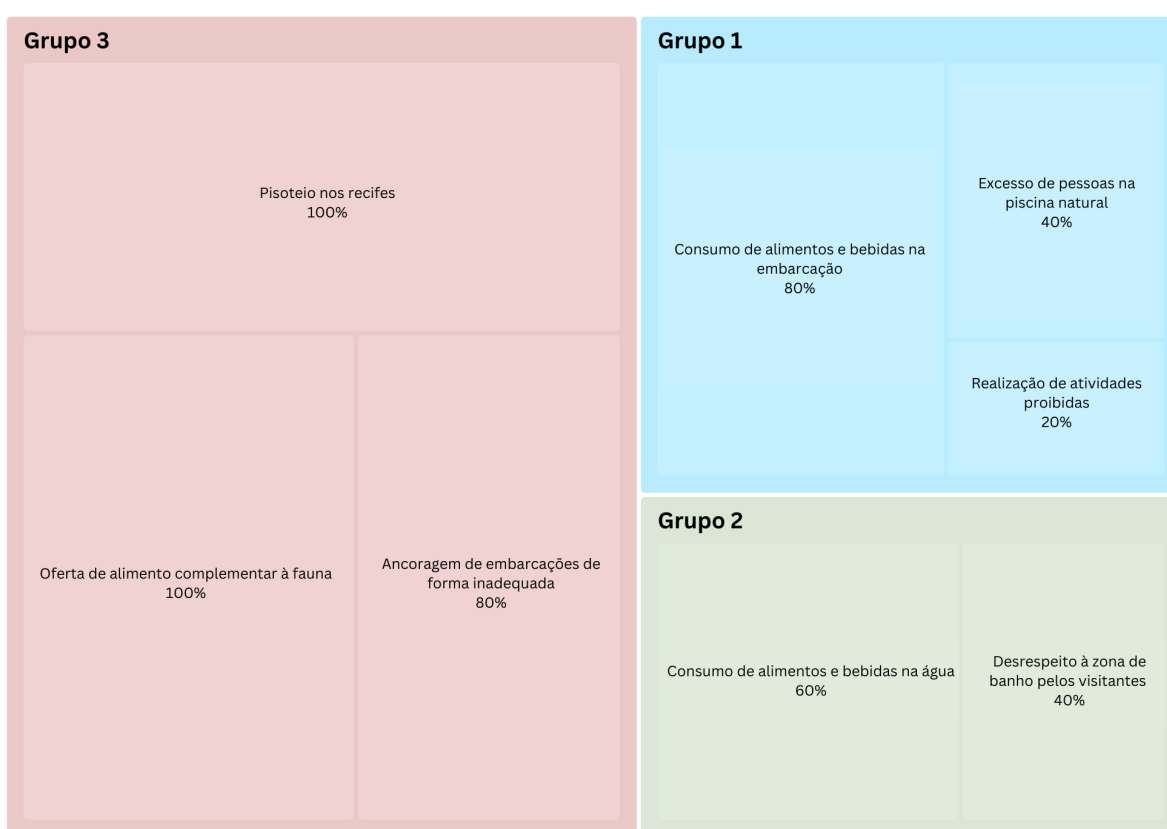 Grupo 3
Pisoteio nos recifes
100%
Oferta de alimento complementar à fauna
100%
Ancoragem de embarcações de
forma inadequada
80%
Grupo 1
Consumo de alimentos e bebidas na
embarcação
80%
Excesso de pessoas na
piscina natural
40%
Realização de atividades
proibidas
20%
Grupo 2
Consumo de alimentos e bebidas na água
60%
Desrespeito à zona de
banho pelos visitantes
40%